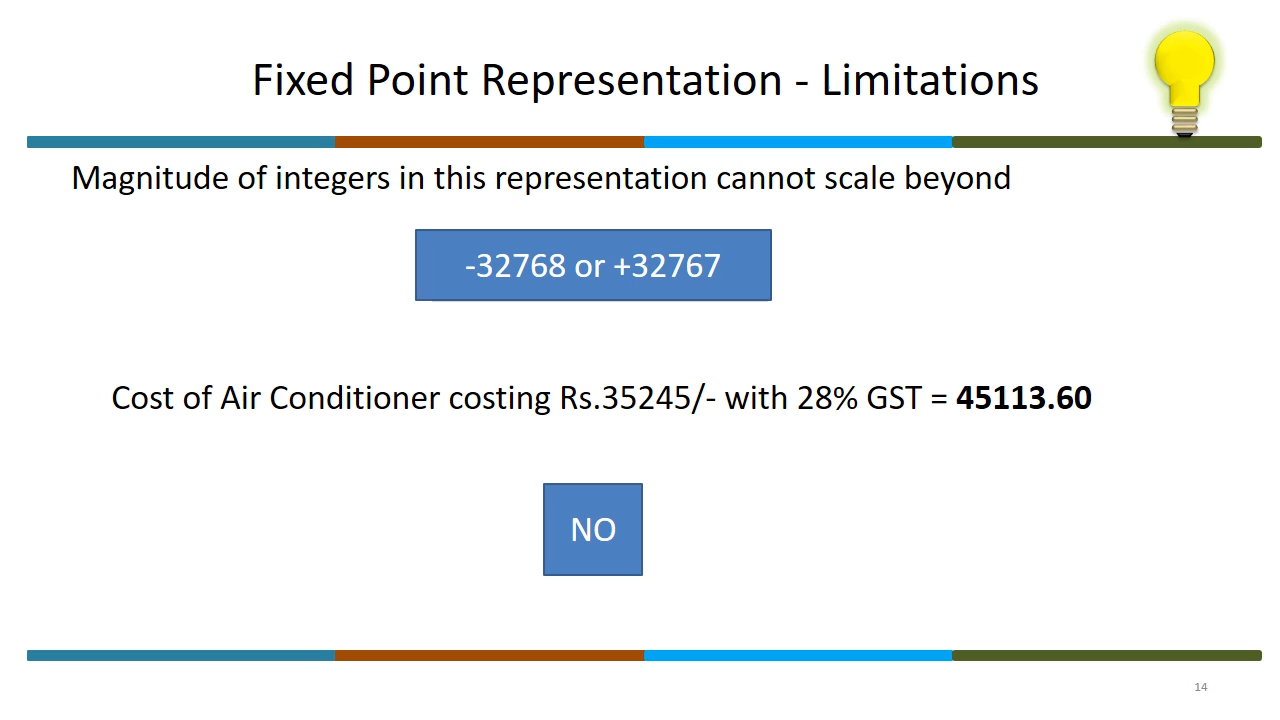 Fixed Point Representation - Limitations
Magnitude of integers in this representation cannot scale beyond
-32768 or +32767
Cost of Air Conditioner costing Rs.35245/- with 28% GST = 45113.60
NO
14